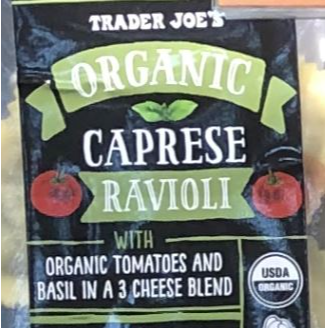 TRADER JOE'S
ORGANIC
CAPRESE
RAVIOLI
WITH
ORGANIC TOMATOES AND
BASIL IN A 3 CHEESE BLEND
USDA
ORGANIC